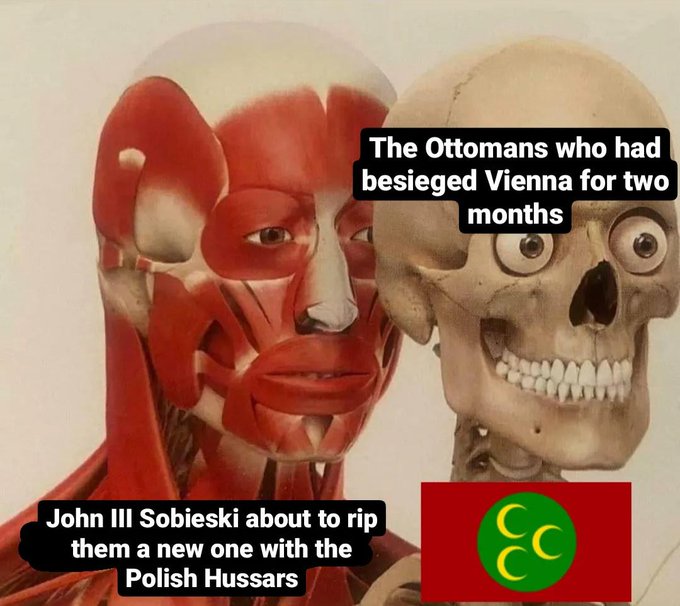 The Ottomans who had
besieged Vienna for two
months
John III Sobieski about to rip
them a new one with the
Polish Hussars